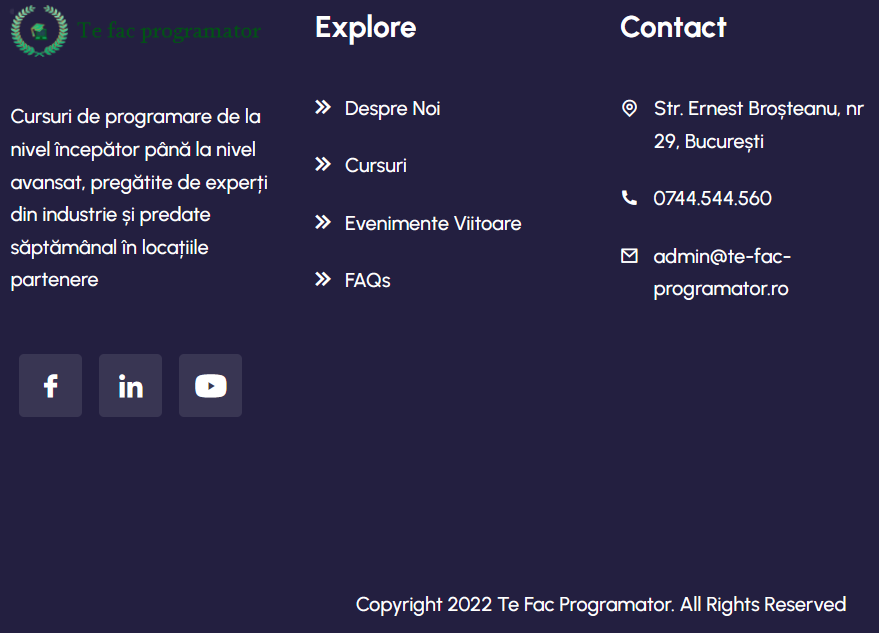 Te fac programator
Cursuri de programare de la
nivel începător până la nivel
avansat, pregătite de experți
din industrie și predate
săptămânal în locațiile
partenere
Explore
Despre Noi
Cursuri
Evenimente Viitoare
FAQs
Contact
Str. Ernest Broșteanu, nr
29, București
0744.544.560
admin@te-fac-
programator.ro
Copyright 2022 Te Fac Programator. All Rights Reserved